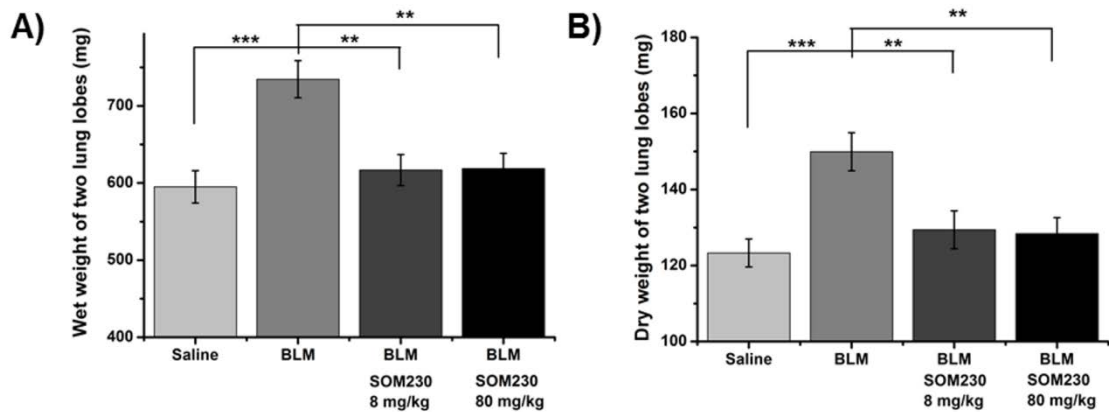 A)
Wet weight of two lung lobes (mg)
***
**
**
700
600
500
400
Saline
BLM
BLM
SOM230
8 mg/kg
BLM
SOM230
80 mg/kg
B)
Dry weight of two lung lobes (mg)
***
**
**
180
160
140
120
100
Saline
BLM
BLM
SOM230
8 mg/kg
BLM
SOM230
80 mg/kg